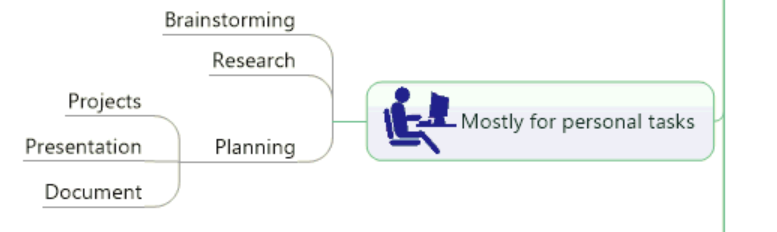 Brainstorming
Research
Projects
Presentation
Planning
Document
Mostly for personal tasks